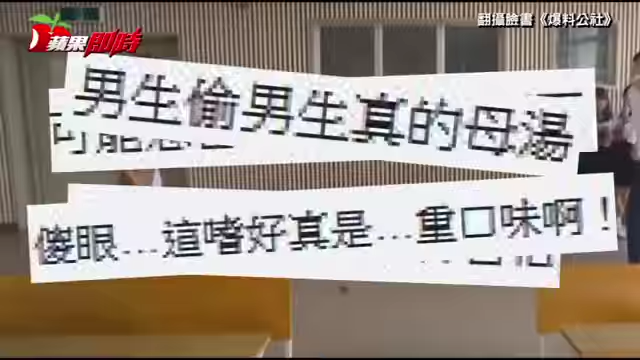 蘋果即時
翻攝臉書《爆料公社》
男生偷男生真的母湯
傻眼...這嗜好真是...重口味啊！